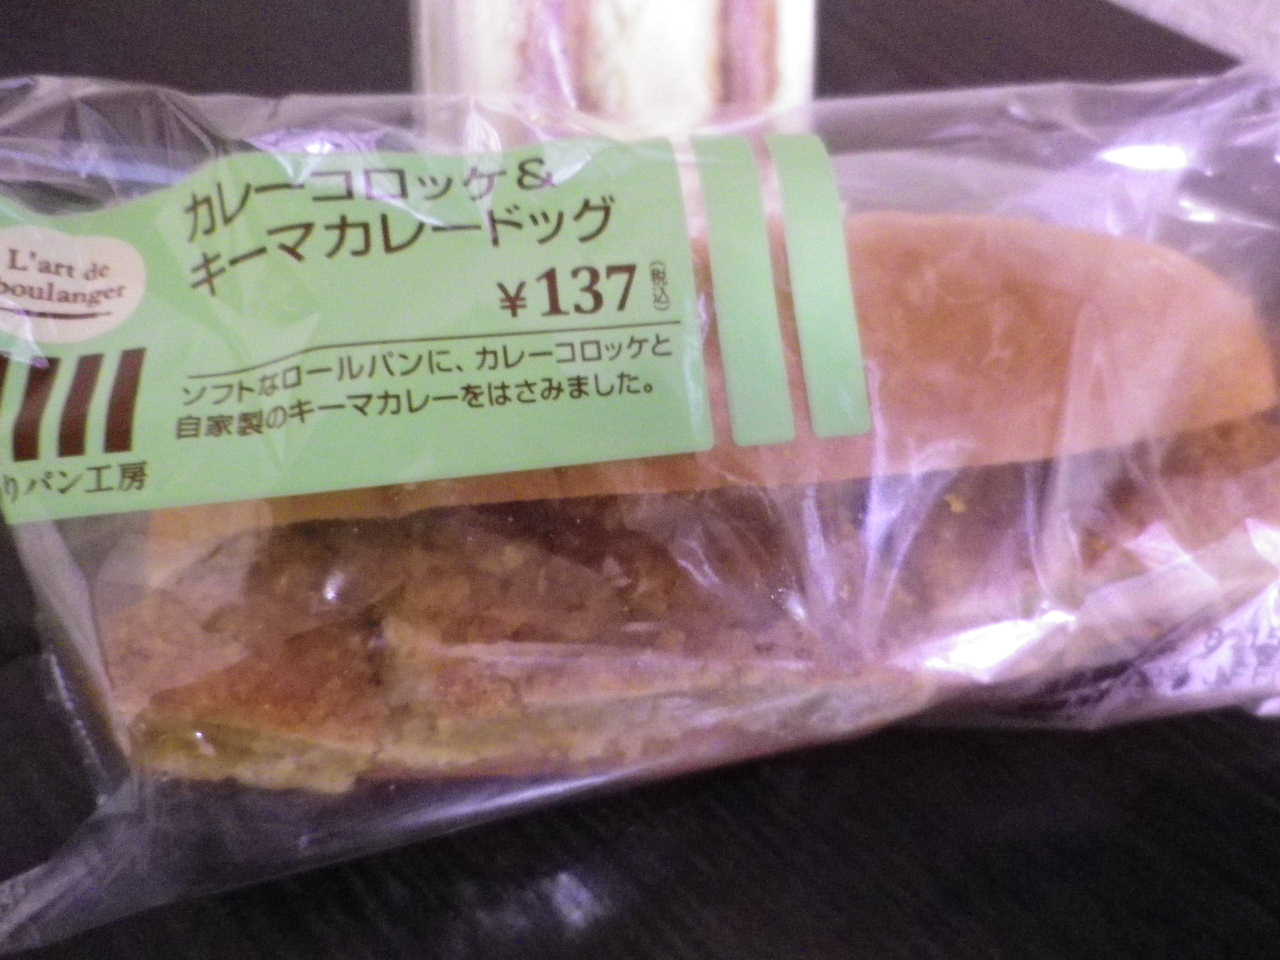 カレーコロッケ&
キーマカレードッグ
¥137(税込)
ソフトなロールパンに、カレーコロッケと
自家製のキーマカレーをはさみました。
L'art de
boulanger
りパン工房